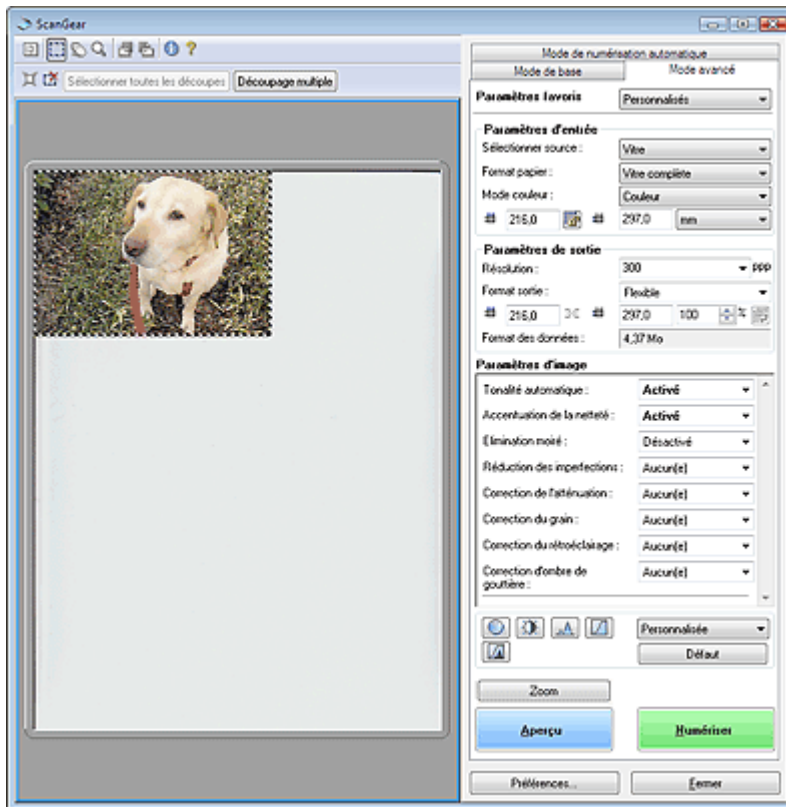 ScanGear
Sélectionner toutes les découpes
Découpage multiple
Mode de numérisation automatique
Mode de base
Mode avancé
Paramètres favoris
Personnalisés
Paramètres d'entrée
Sélectionner source :
Vitre
Format papier :
Vitre complète
Mode couleur :
Couleur
216,0
297,0
mm
Paramètres de sortie
Résolution :
300
ppp
Format sortie :
Flexible
216,0
297,0
100
%
Format des données :
4,37 Mo
Paramètres d'image
Tonalité automatique :
Activé
Accentuation de la netteté :
Activé
Elimination moiré :
Désactivé
Réduction des imperfections :
Aucun(e)
Correction de l'atténuation :
Aucun(e)
Correction du grain :
Aucun(e)
Correction du rétroéclairage :
Aucun(e)
Correction d'ombre de
gouttière :
Aucun(e)
Personnalisée
Défaut
Zoom
Aperçu
Numériser
Préférences...
Fermer